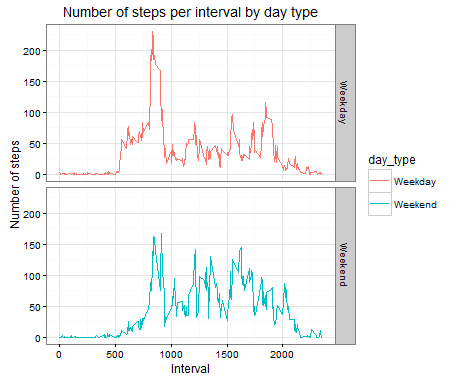 Number of steps per interval by day type
Number of steps
200
150
100
50
0
Weekday
200
150
100
50
0
Weekend
0
500
1000
1500
2000
Interval
day_type
Weekday
Weekend